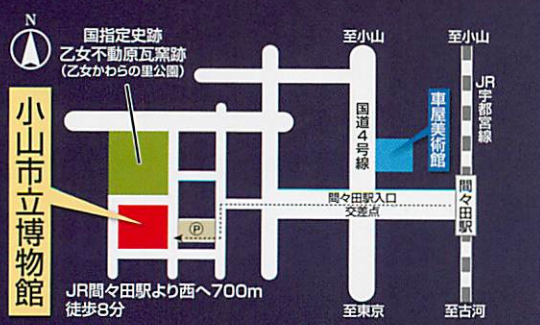 N
国指定史跡
乙女不動原瓦窯跡
(乙女かわらの里公園)
至小山
至小山
JR宇都宮線
国道4号線
車屋美術館
小山市立博物館
間々田駅入口
交差点
間々田駅
P
JR間々田駅より西へ700m
徒歩8分
至東京
至古河